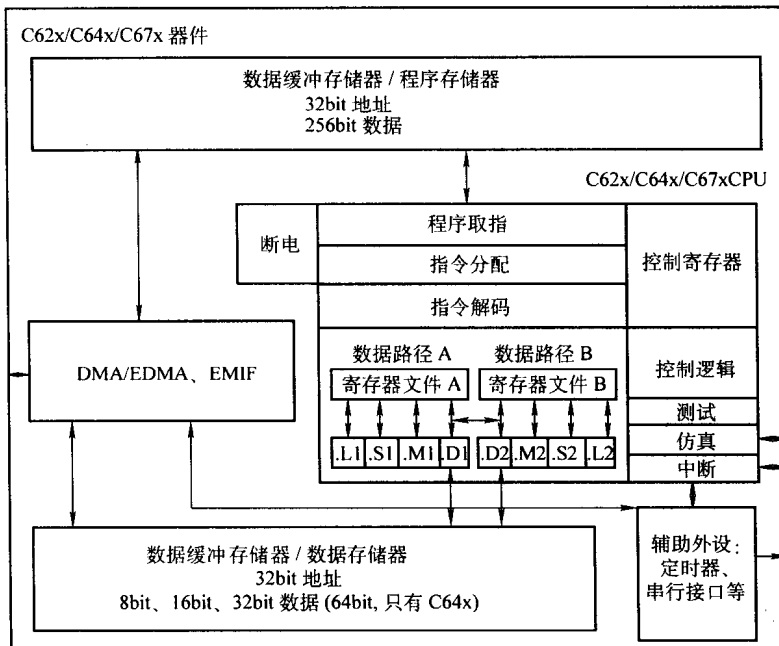 C62x/C64x/C67x 器件
数据缓冲存储器 / 程序存储器
32bit 地址
256bit 数据
C62x/C64x/C67xCPU
断电
程序取指
指令分配
指令解码
控制寄存器
DMA/EDMA、EMIF
数据路径 A
数据路径 B
寄存器文件 A
寄存器文件 B
.L1 .S1 .M1 .D1 .D2 .M2 .S2 .L2
控制逻辑
测试
仿真
中断
数据缓冲存储器 / 数据存储器
32bit 地址
8bit、16bit、32bit 数据 (64bit, 只有 C64x)
辅助外设:
定时器、
串行接口等